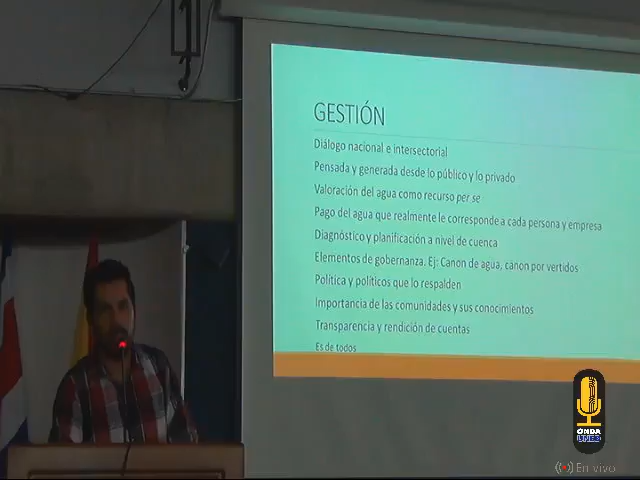 GESTIÓN
Diálogo nacional e intersectorial
Pensada y generada desde lo público y lo privado
Valoración del agua como recurso per se
Pago del agua que realmente le corresponde a cada persona y empresa
Diagnóstico y planificación a nivel de cuenca
Elementos de gobernanza. Ej: Canon de agua, canon por vertidos
Política y políticos que lo respalden
Importancia de las comunidades y sus conocimientos
Transparencia y rendición de cuentas
Es de todos
ONDA
UNED
En vivo